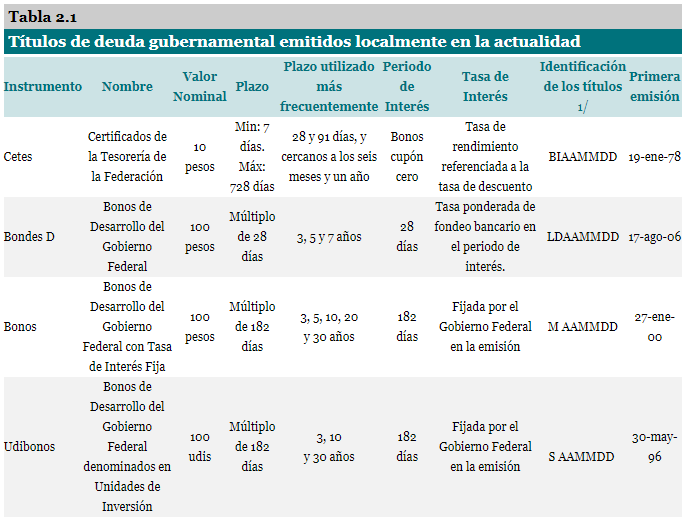 Tabla 2.1
Títulos de deuda gubernamental emitidos localmente en la actualidad
Instrumento Nombre Valor Nominal Plazo Plazo utilizado más frecuentemente Periodo de Interés Tasa de Interés Identificación de los títulos 1/ Primera emisión
Cetes Certificados de la Tesorería de la Federación 10 pesos Min: 7 días. Máx: 728 días 28 y 91 días, y cercanos a los seis meses y un año Bonos cupón cero Tasa de rendimiento referenciada a la tasa de descuento BIAAMMDD 19-ene-78
Bondes D Bonos de Desarrollo del Gobierno Federal 100 pesos Múltiplo de 28 días 3, 5 y 7 años 28 días Tasa ponderada de fondeo bancario en el periodo de interés. LDAAMMDD 17-ago-06
Bonos Bonos de Desarrollo del Gobierno Federal con Tasa de Interés Fija 100 pesos Múltiplo de 182 días 3, 5, 10, 20 y 30 años 182 días Fijada por el Gobierno Federal en la emisión M AAMMDD 27-ene-00
Udibonos Bonos de Desarrollo del Gobierno Federal denominados en Unidades de Inversión 100 udis Múltiplo de 182 días 3, 10 y 30 años 182 días Fijada por el Gobierno Federal en la emisión S AAMMDD 30-may-96